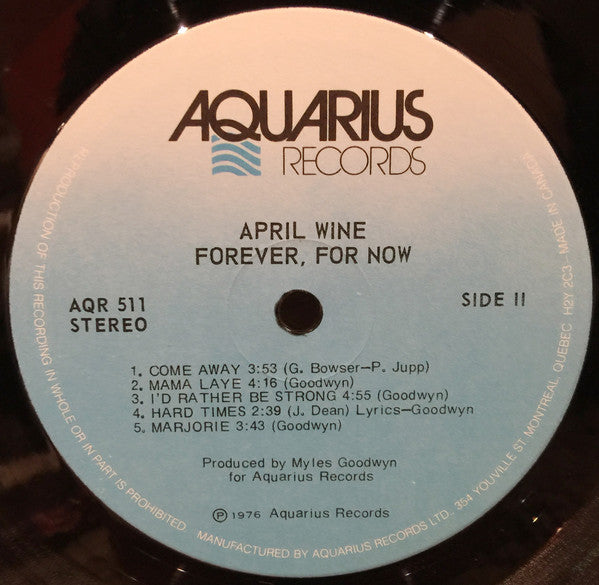 AQUARIUS
RECORDS
APRIL WINE
FOREVER, FOR NOW
AQR 511
STEREO
SIDE II
1. COME AWAY 3:53 (G. Bowser—P. Jupp)
2. MAMA LAYE 4:16 (Goodwyn)
3. I'D RATHER BE STRONG 4:55 (Goodwyn)
4. HARD TIMES 2:39 (J. Dean) Lyrics—Goodwyn
5. MARJORIE 3:43 (Goodwyn)
Produced by Myles Goodwyn
for Aquarius Records
Ⓟ 1976 Aquarius Records
REPRODUCTION OF THIS RECORDING IN WHOLE OR IN PART IS PROHIBITED
MANUFACTURED BY AQUARIUS RECORDS LTD., 354 YOUVILLE ST. MONTREAL QUEBEC H2Y 2C3 - MADE IN CANADA